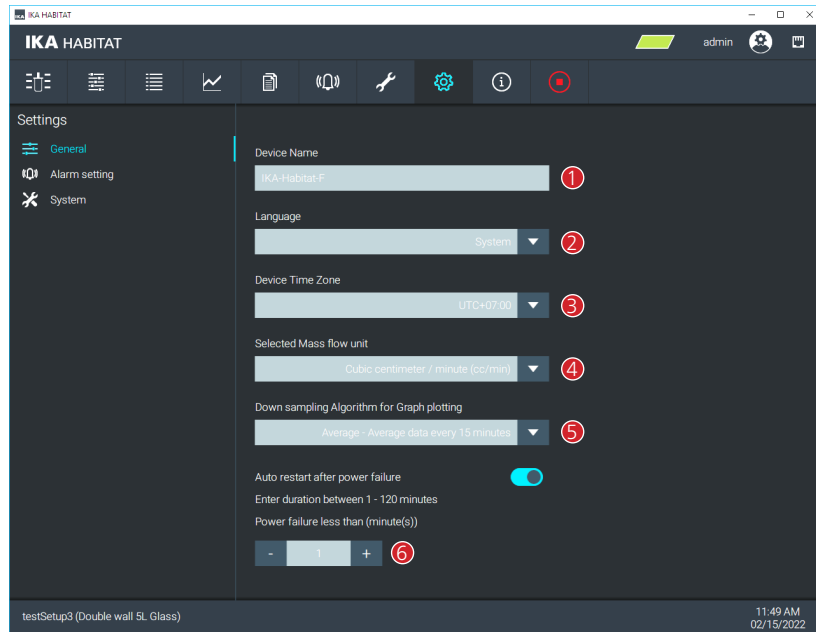 IKA HABITAT
IKA HABITAT
admin
Settings
General
Alarm setting
System
Device Name
IKA-Habitat-F
1
Language
System
2
Device Time Zone
UTC+07:00
3
Selected Mass flow unit
Cubic centimeter / minute (cc/min)
4
Down sampling Algorithm for Graph plotting
Average - Average data every 15 minutes
5
Auto restart after power failure
Enter duration between 1 - 120 minutes
Power failure less than (minute(s))
- 1 + 6
testSetup3 (Double wall 5L Glass)
11:49 AM
02/15/2022